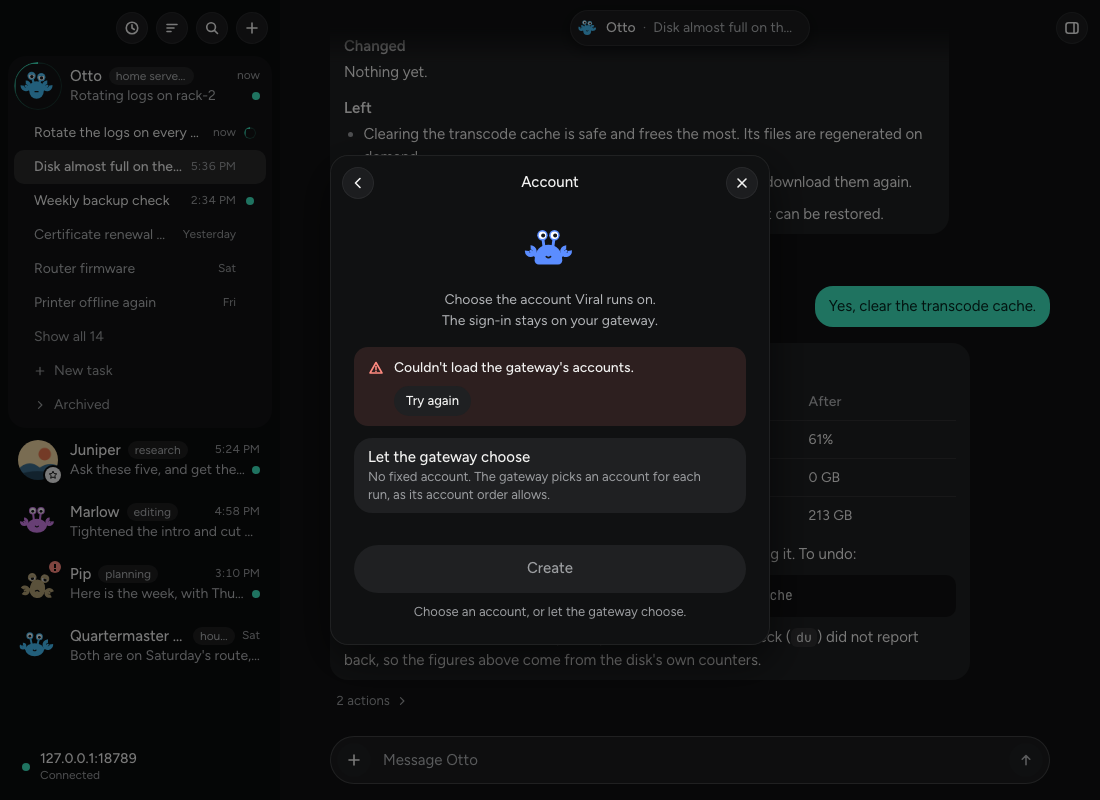 Otto · Disk almost full on th...
Otto home serve... now
Rotating logs on rack-2
Rotate the logs on every ... now
Disk almost full on the... 5:36 PM
Weekly backup check 2:34 PM
Certificate renewal ... Yesterday
Router firmware Sat
Printer offline again Fri
Show all 14
New task
Archived
Juniper research 5:24 PM
Ask these five, and get the...
Marlow editing 4:58 PM
Tightened the intro and cut ...
Pip planning 3:10 PM
Here is the week, with Thu...
Quartermaster ... hou... Sat
Both are on Saturday's route,...
127.0.0.1:18789
Connected
Changed
Nothing yet.
Left
Clearing the transcode cache is safe and frees the most. Its files are regenerated on
demand.
download them again.
can be restored.
Yes, clear the transcode cache.
After
61%
0 GB
213 GB
it. To undo:
(du) did not report
back, so the figures above come from the disk's own counters.
2 actions
Message Otto
Account
Choose the account Viral runs on.
The sign-in stays on your gateway.
Couldn't load the gateway's accounts.
Try again
Let the gateway choose
No fixed account. The gateway picks an account for each
run, as its account order allows.
Create
Choose an account, or let the gateway choose.